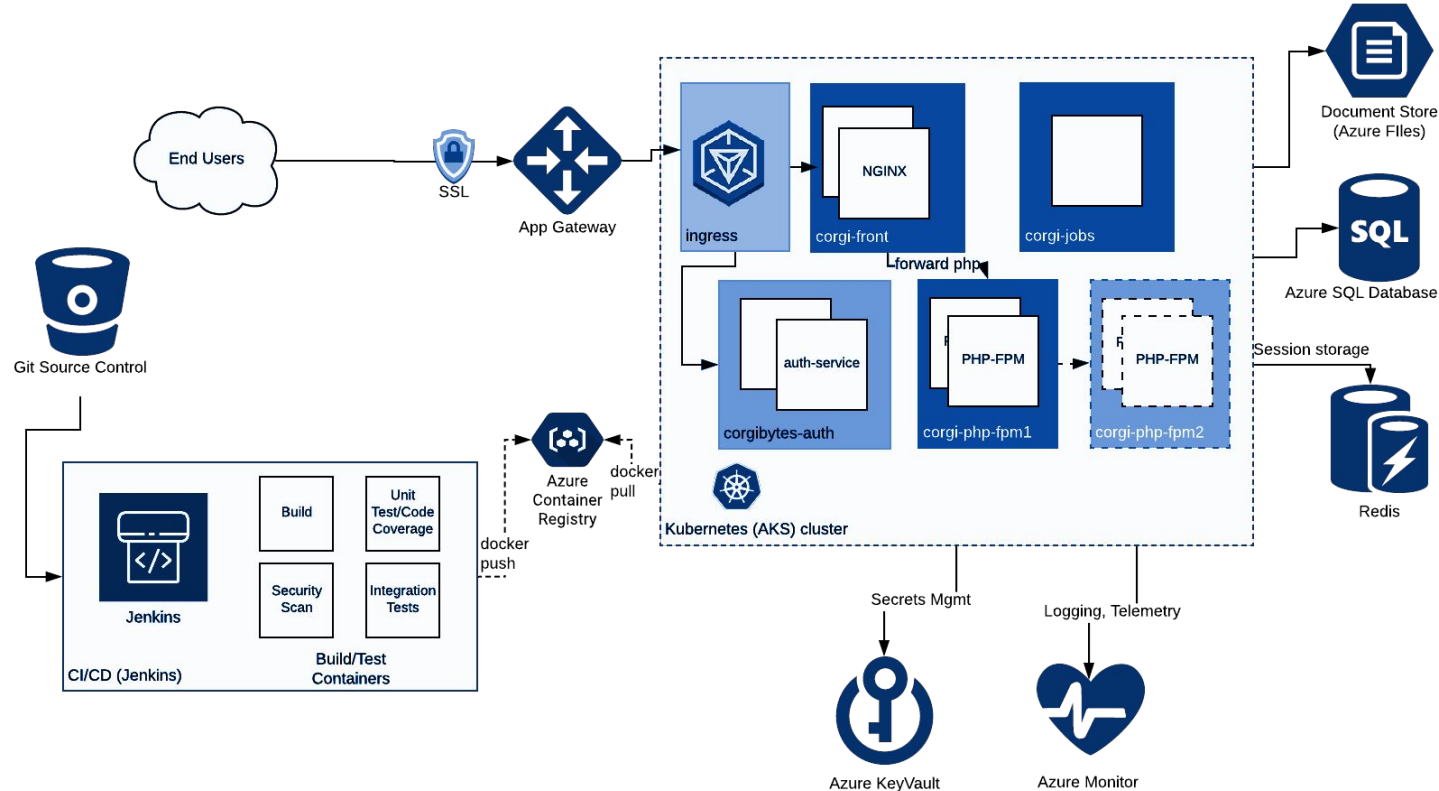 End Users
SSL
App Gateway
ingress
NGINX
corgi-front
corgi-jobs
forward php
auth-service
corgibytes-auth
PHP-FPM
corgi-php-fpm1
PHP-FPM
corgi-php-fpm2
Kubernetes (AKS) cluster
Document Store
(Azure FIles)
SQL
Azure SQL Database
Session storage
Redis
Git Source Control
Jenkins
Build
Unit
Test/Code
Coverage
Security
Scan
Integration
Tests
Build/Test
Containers
CI/CD (Jenkins)
docker
push
Azure
Container
Registry
docker
pull
Secrets Mgmt
Azure KeyVault
Logging, Telemetry
Azure Monitor